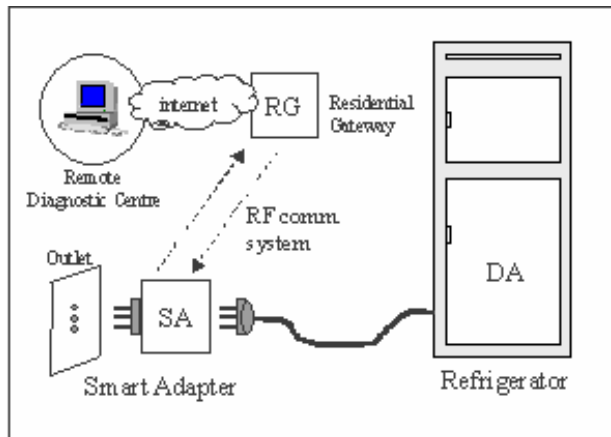 internet
RG
Residential
Gateway
Remote
Diagnostic Centre
RF comm.
system
Outlet
SA
DA
Smart Adapter
Refrigerator